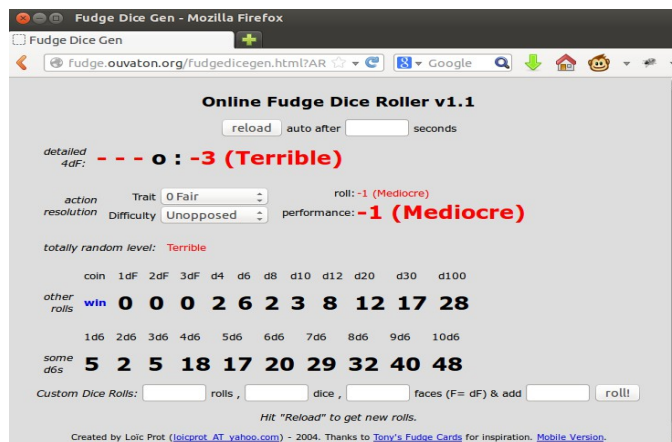 Fudge Dice Gen - Mozilla Firefox
Fudge Dice Gen
fudge.ouvaton.org/fudgedicegen.html?AR
Google
Online Fudge Dice Roller v1.1
reload auto after seconds
detailed 4dF: - - - o : -3 (Terrible)
action resolution
Trait 0 Fair roll: -1 (Mediocre)
Difficulty Unopposed performance: -1 (Mediocre)
totally random level: Terrible
coin 1dF 2dF 3dF d4 d6 d8 d10 d12 d20 d30 d100
other rolls win 0 0 0 2 6 2 3 8 12 17 28
1d6 2d6 3d6 4d6 5d6 6d6 7d6 8d6 9d6 10d6
some d6s 5 2 5 18 17 20 29 32 40 48
Custom Dice Rolls: rolls , dice , faces (F= dF) & add roll!
Hit "Reload" to get new rolls.
Created by Loïc Prot (loicprot_AT_yahoo.com) - 2004. Thanks to Tony's Fudge Cards for inspiration. Mobile Version.